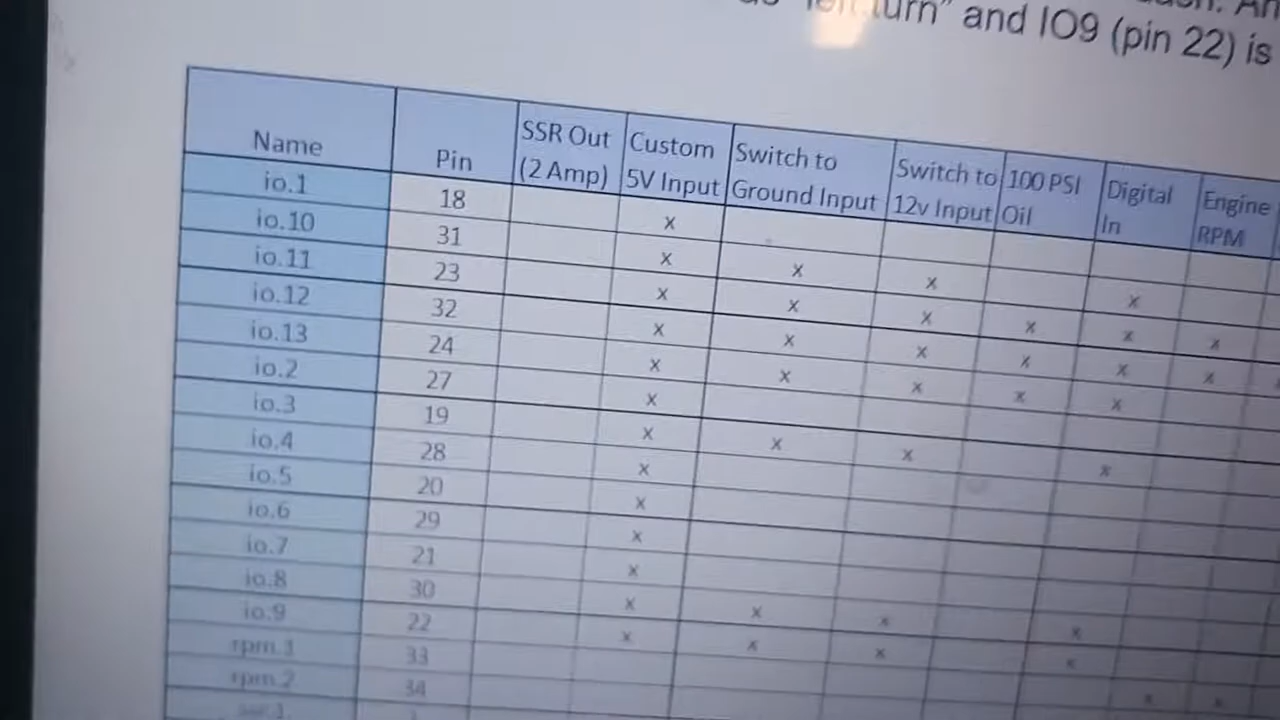 "left turn" and IO9 (pin 22) is
Name Pin SSR Out (2 Amp) Custom 5V Input Switch to Ground Input Switch to 12v Input 100 PSI Oil Digital In Engine RPM
io.1 18 x
io.10 31 x x x x
io.11 23 x x x x x x
io.12 32 x x x x x x
io.13 24 x x x x x
io.2 27 x
io.3 19 x x x x
io.4 28 x
io.5 20 x
io.6 29 x
io.7 21 x
io.8 30 x x x x
io.9 22 x x x x
rpm.1 33 x x
rpm.2 34